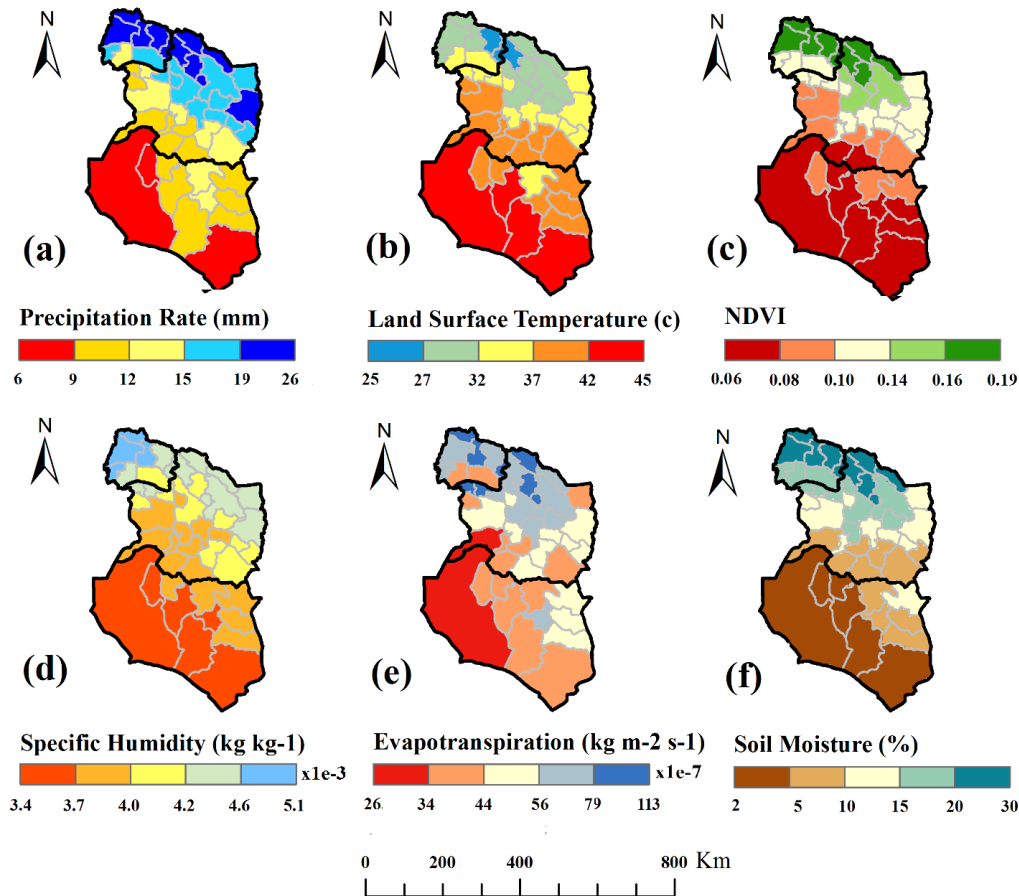 N
N
N
(a)
(b)
(c)
Precipitation Rate (mm)
6 9 12 15 19 26
Land Surface Temperature (c)
25 27 32 37 42 45
NDVI
0.06 0.08 0.10 0.14 0.16 0.19
N
N
N
(d)
(e)
(f)
Specific Humidity (kg kg-1)
x1e-3
3.4 3.7 4.0 4.2 4.6 5.1
Evapotranspiration (kg m-2 s-1)
x1e-7
26 34 44 56 79 113
Soil Moisture (%)
2 5 10 15 20 30
0 200 400 800 Km